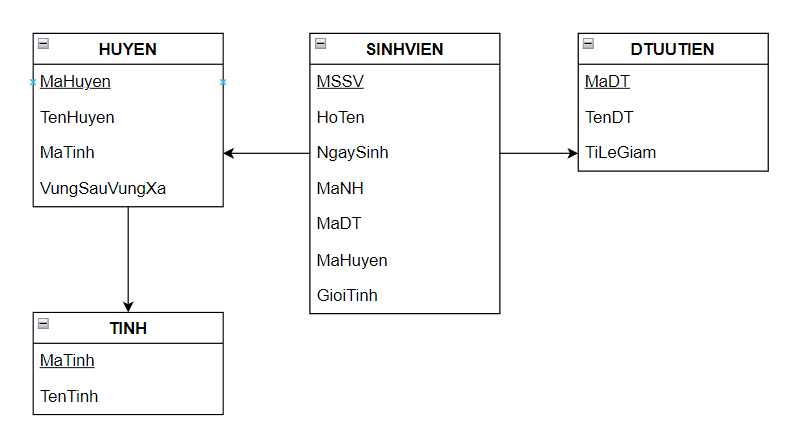 HUYEN
MaHuyen
TenHuyen
MaTinh
VungSauVungXa
SINHVIEN
MSSV
HoTen
NgaySinh
MaNH
MaDT
MaHuyen
GioiTinh
DTUUTIEN
MaDT
TenDT
TiLeGiam
TINH
MaTinh
TenTinh